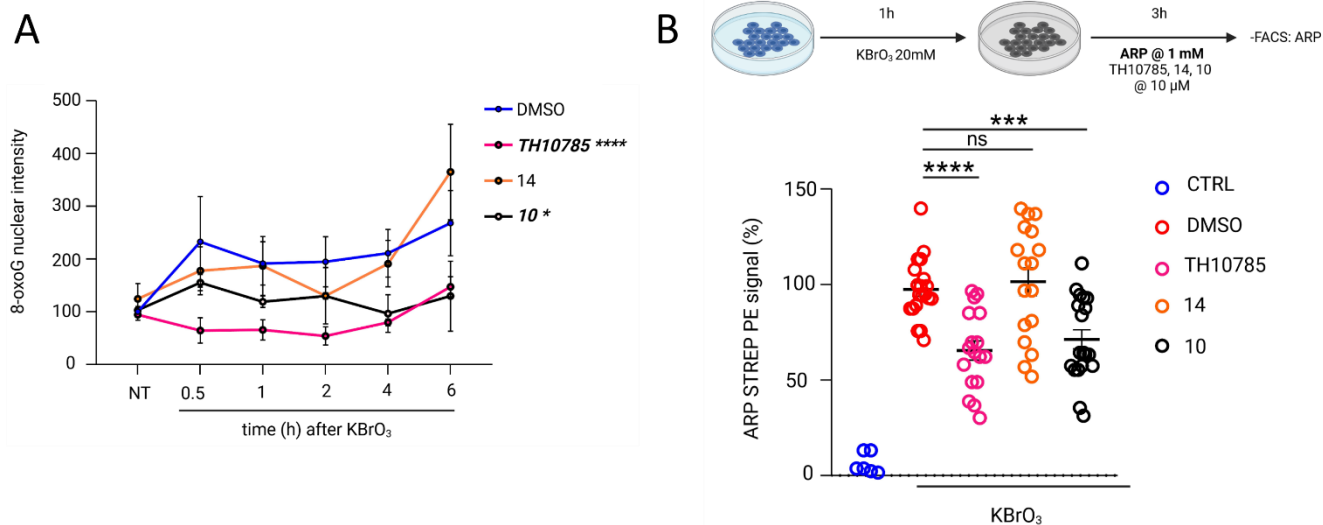 A
500
400
300
200
100
0
8-oxoG nuclear intensity
NT
0.5
1
2
4
6
time (h) after KBrO₃
DMSO
TH10785 ****
14
10 *
B
1h
KBrO₃ 20mM
3h
ARP @ 1 mM
TH10785, 14, 10
@ 10 µM
-FACS: ARP
***
ns
****
150
100
50
0
ARP STREP PE signal (%)
KBrO₃
CTRL
DMSO
TH10785
14
10